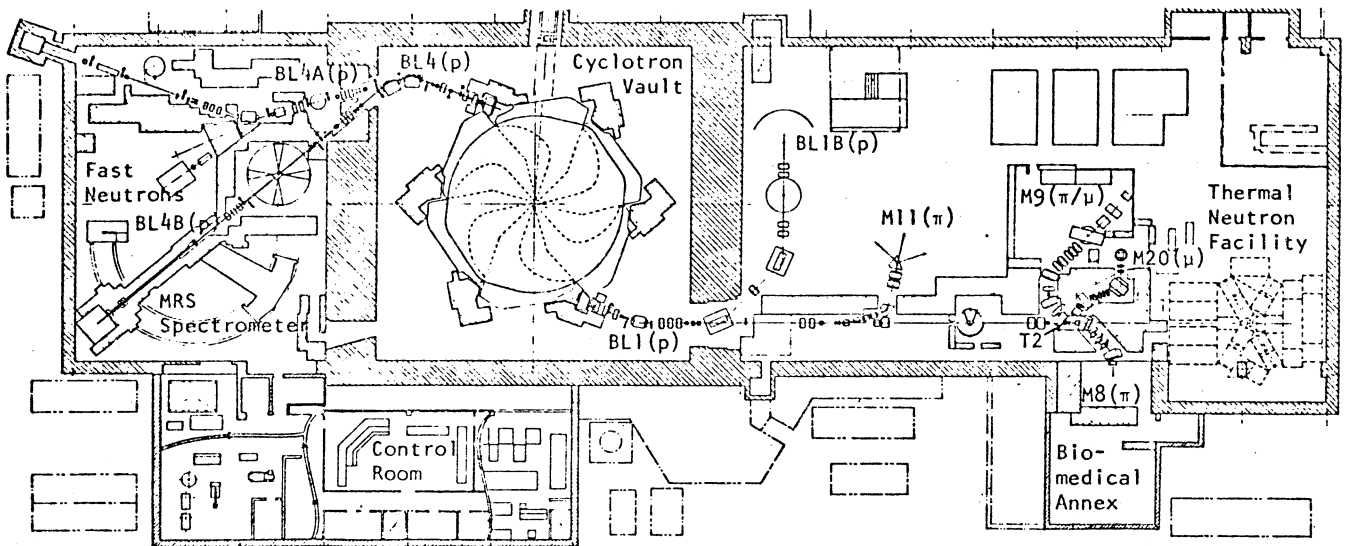 BL4A(p)
BL4(p)
Cyclotron
Vault
BL1B(p)
Fast
Neutrons
BL4B(p)
M9(π/μ)
Thermal
Neutron
Facility
M11(π)
M20(μ)
MRS
Spectrometer
BL1(p)
T2
M8(π)
Control
Room
Bio-
medical
Annex